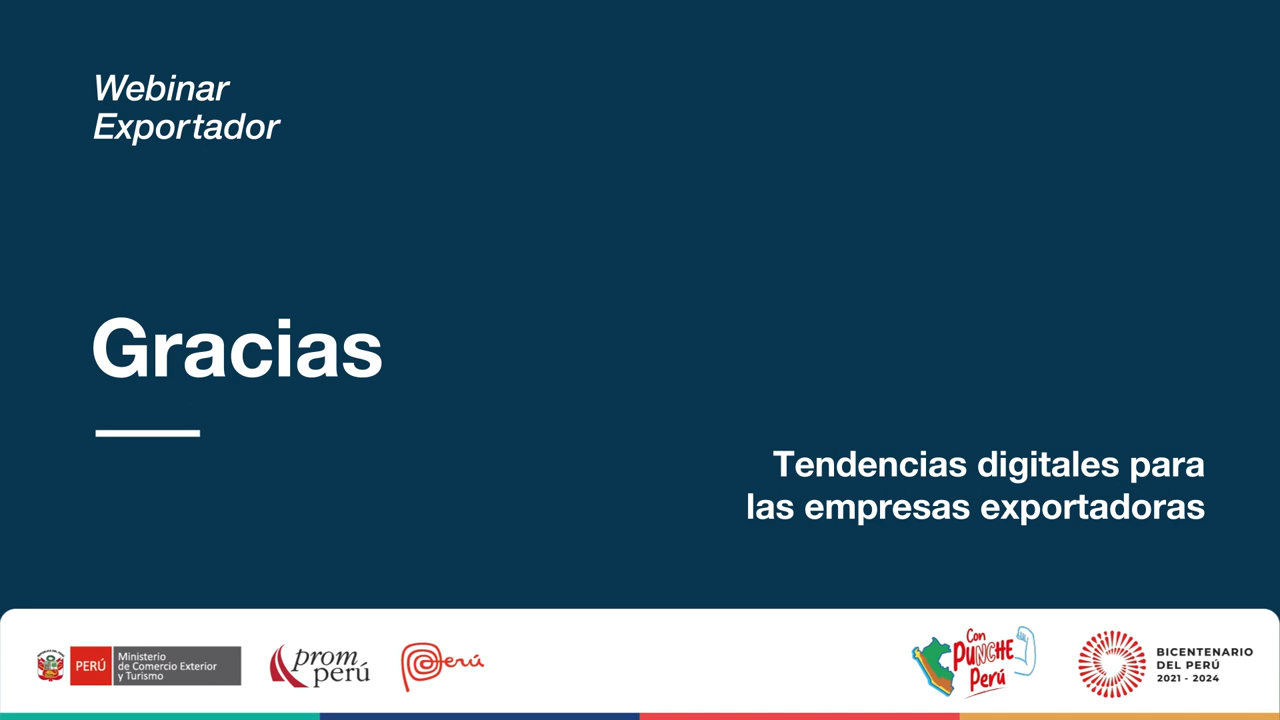 Webinar
Exportador
Gracias
Tendencias digitales para
las empresas exportadoras
PERÚ
Ministerio
de Comercio Exterior
y Turismo
prom
perú
Perú
Con
PUNCHE
Perú
BICENTENARIO
DEL PERÚ
2021 - 2024